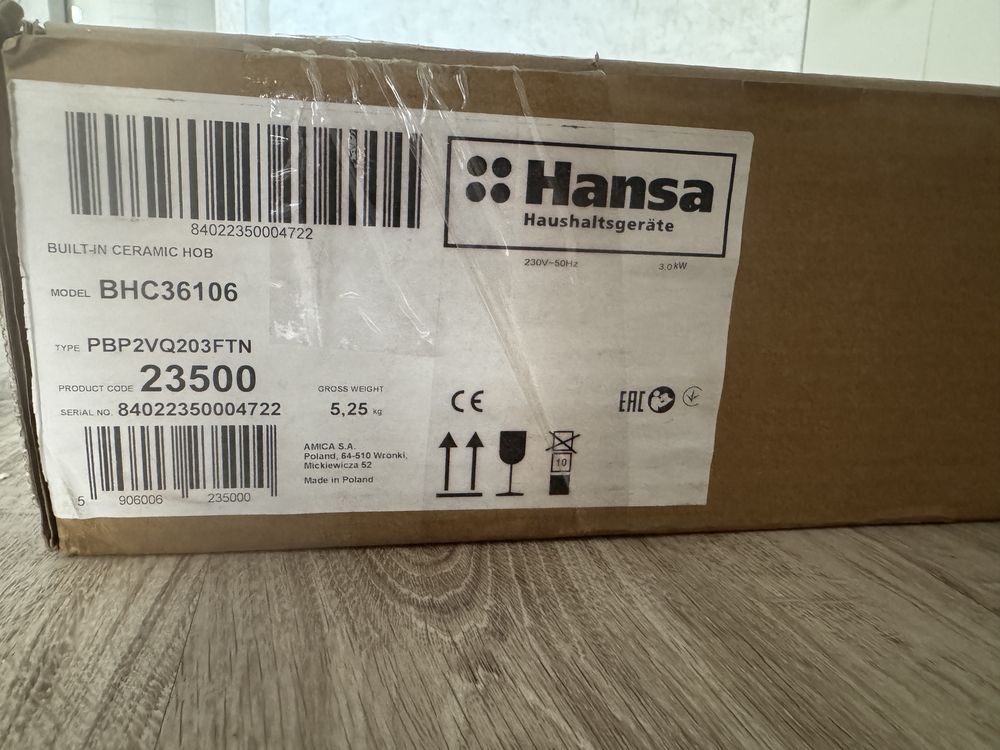 84022350004722
Hansa
Haushaltsgeräte
BUILT-IN CERAMIC HOB
230V~50Hz 3.0kW
MODEL BHC36106
TYPE PBP2VQ203FTN
PRODUCT CODE 23500
GROSS WEIGHT
SERIAL NO. 84022350004722
5,25 kg
CE
EAC
AMICA S.A.
Poland, 64-510 Wronki,
Mickiewicza 52
Made in Poland
10
5 906006 235000